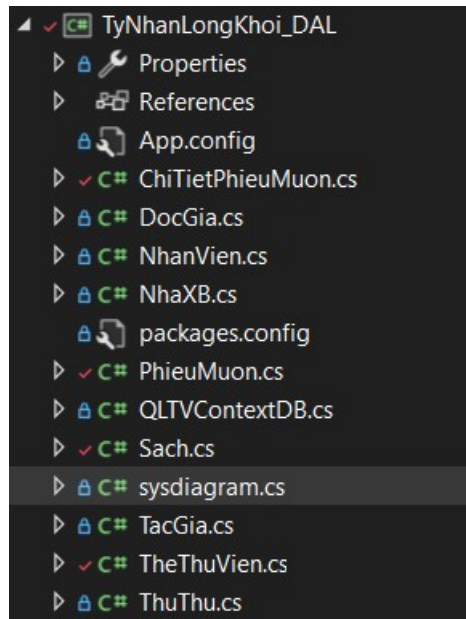 C# TyNhanLongKhoi_DAL
Properties
References
App.config
C# ChiTietPhieuMuon.cs
C# DocGia.cs
C# NhanVien.cs
C# NhaXB.cs
packages.config
C# PhieuMuon.cs
C# QLTVContextDB.cs
C# Sach.cs
C# sysdiagram.cs
C# TacGia.cs
C# TheThuVien.cs
C# ThuThu.cs